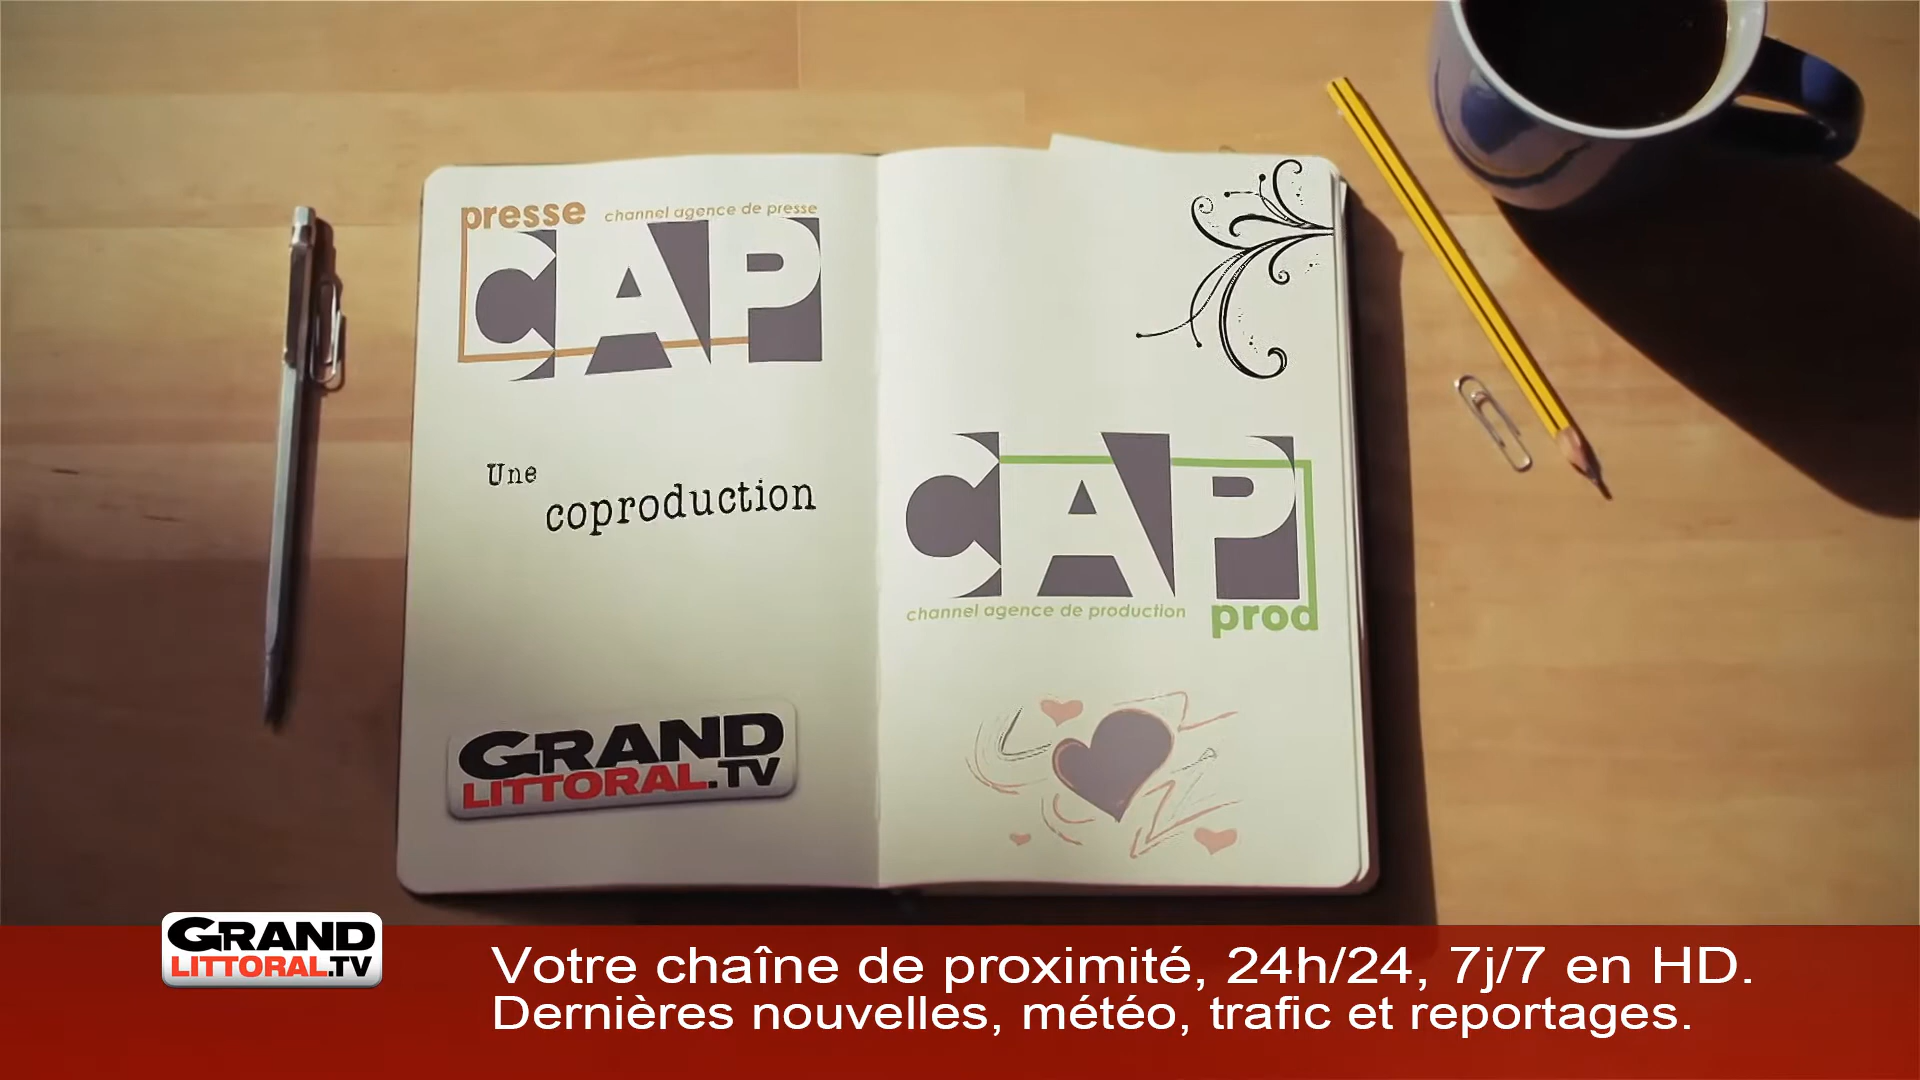 presse channel agence de presse
CAP
Une
coproduction
GRAND
LITTORAL.TV
CAP
channel agence de production prod
GRAND
LITTORAL.TV
Votre chaîne de proximité, 24h/24, 7j/7 en HD.
Dernières nouvelles, météo, trafic et reportages.